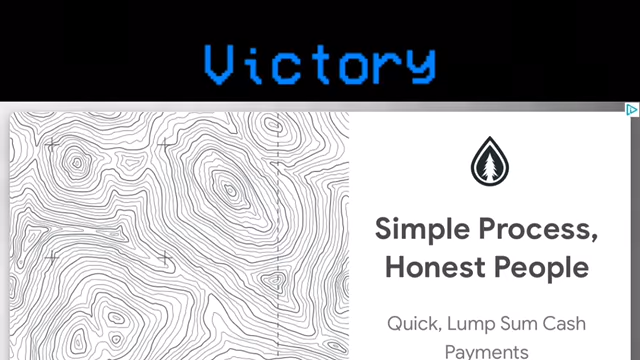 Victory
Simple Process,
Honest People
Quick, Lump Sum Cash
Payments